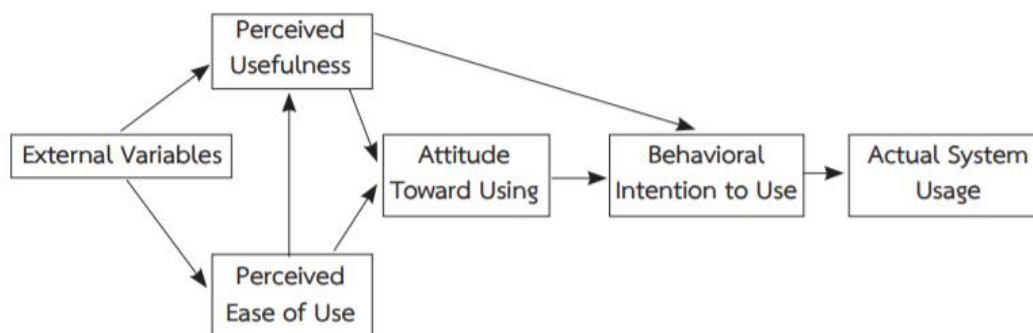 Perceived
Usefulness
External Variables
Attitude
Toward Using
Behavioral
Intention to Use
Actual System
Usage
Perceived
Ease of Use